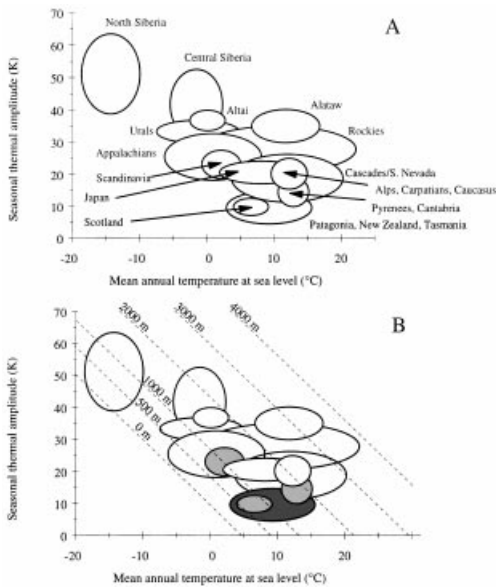 A
North Siberia
Central Siberia
Altai
Alataw
Urals
Rockies
Appalachians
Scandinavia
Cascades/S. Nevada
Japan
Alps, Carpatians, Caucasus
Pyrenees, Cantabria
Scotland
Patagonia, New Zealand, Tasmania
Seasonal thermal amplitude (K)
70
60
50
40
30
20
10
0
-20
-10
0
10
20
Mean annual temperature at sea level (°C)
B
2000 m
3000 m
4000 m
1000 m
500 m
0 m
Seasonal thermal amplitude (K)
70
60
50
40
30
20
10
0
-20
-10
0
10
20
30
Mean annual temperature at sea level (°C)